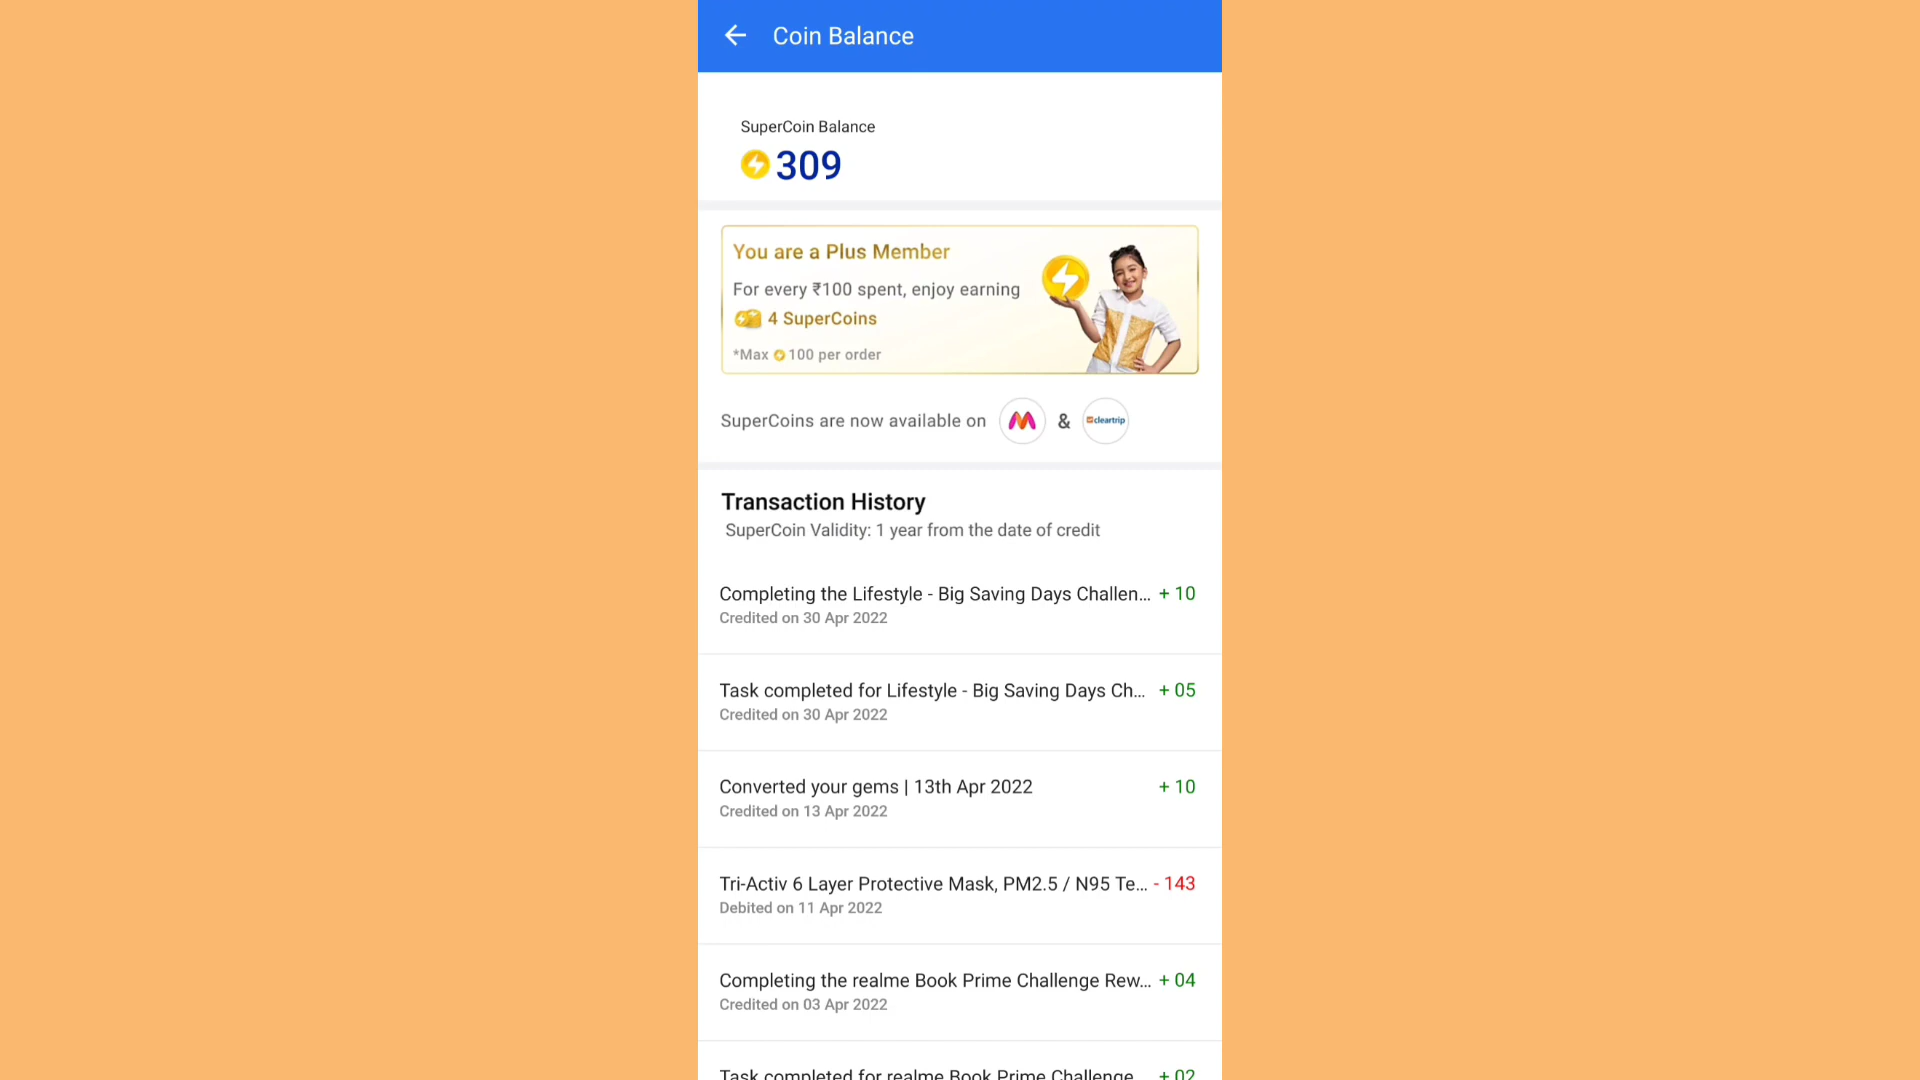 Coin Balance
SuperCoin Balance
309
You are a Plus Member
For every ₹100 spent, enjoy earning
4 SuperCoins
*Max 100 per order
SuperCoins are now available on & cleartrip
Transaction History
SuperCoin Validity: 1 year from the date of credit
Completing the Lifestyle - Big Saving Days Challen... + 10
Credited on 30 Apr 2022
Task completed for Lifestyle - Big Saving Days Ch... + 05
Credited on 30 Apr 2022
Converted your gems | 13th Apr 2022 + 10
Credited on 13 Apr 2022
Tri-Activ 6 Layer Protective Mask, PM2.5 / N95 Te... - 143
Debited on 11 Apr 2022
Completing the realme Book Prime Challenge Rew... + 04
Credited on 03 Apr 2022
Task completed for realme Book Prime Challenge + 02